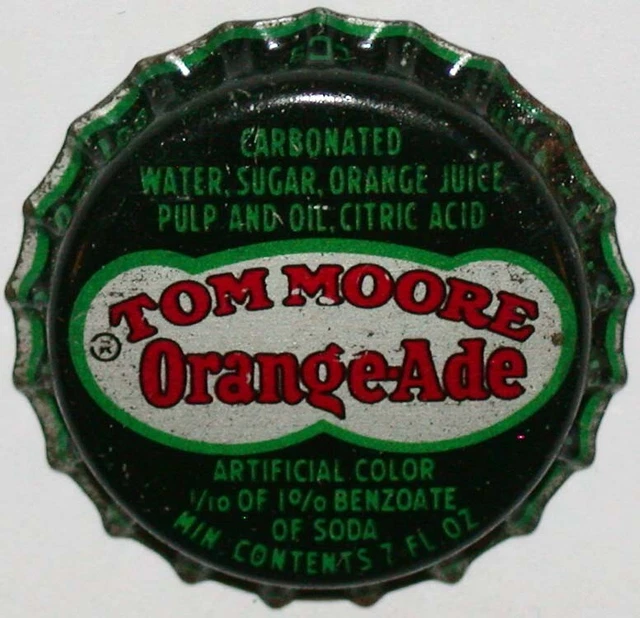 CARBONATED
WATER, SUGAR, ORANGE JUICE
PULP AND OIL, CITRIC ACID
TOM MOORE
® Orange-Ade
ARTIFICIAL COLOR
1/10 OF 1% BENZOATE
OF SODA
MIN. CONTENTS 7 FL. OZ.